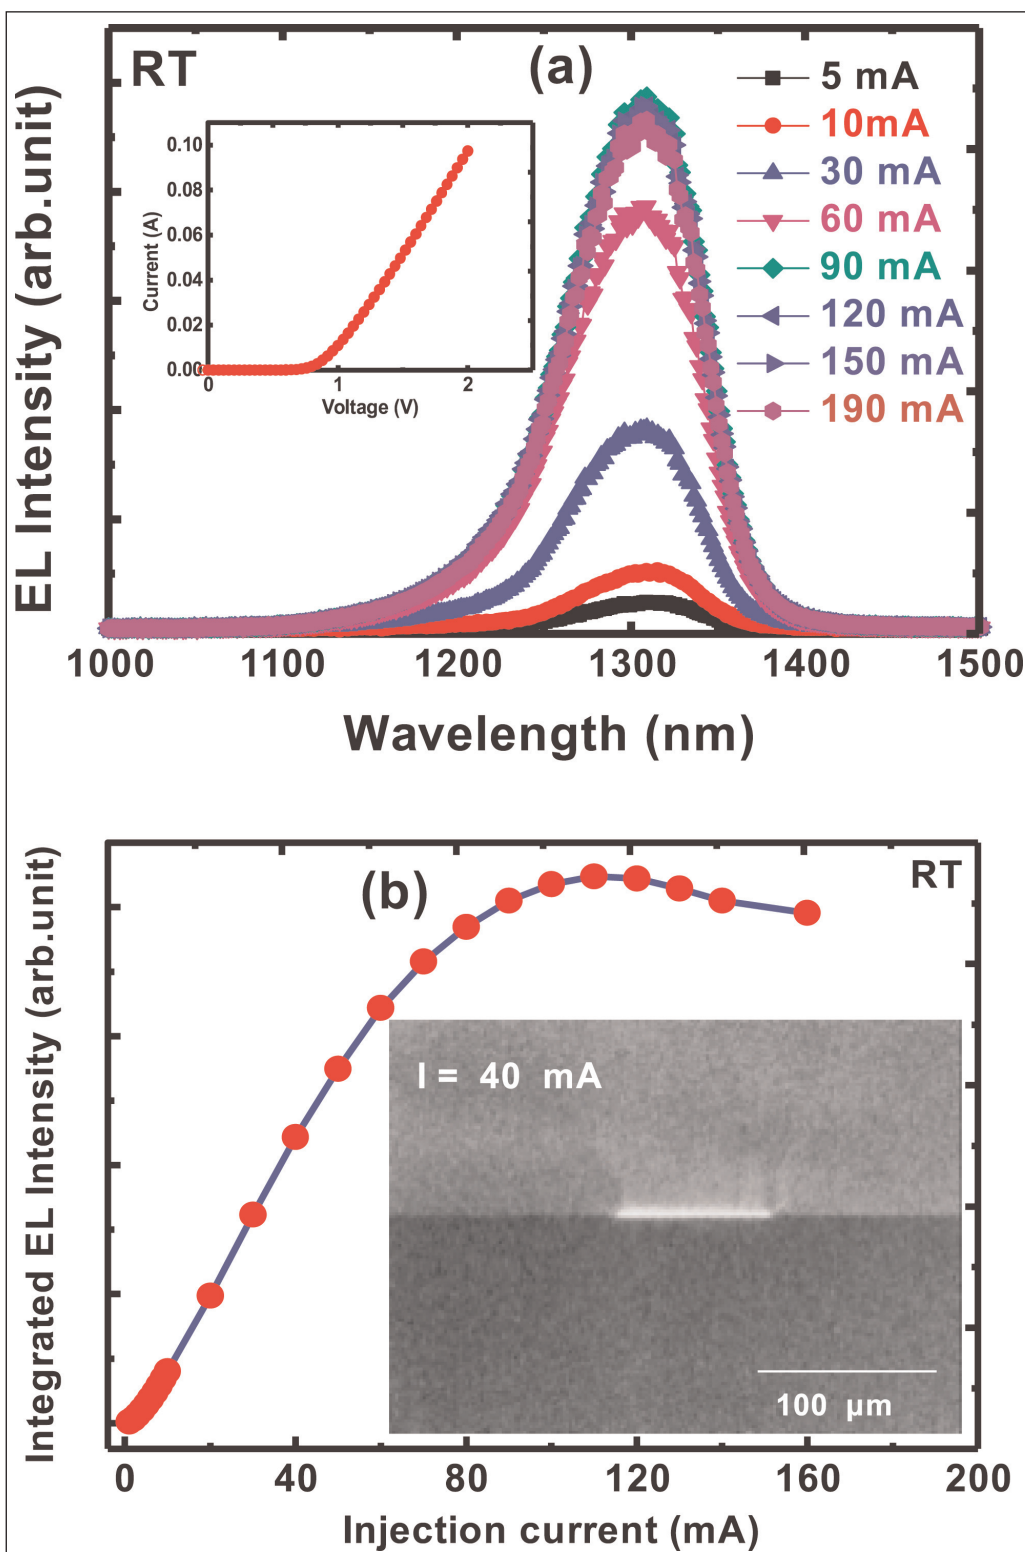 RT
(a)
5 mA
10mA
30 mA
60 mA
90 mA
120 mA
150 mA
190 mA
EL Intensity (arb.unit)
0.10
0.08
0.06
0.04
0.02
0.00
Current (A)
0
1
2
Voltage (V)
1000
1100
1200
1300
1400
1500
Wavelength (nm)
(b)
RT
Integrated EL Intensity (arb.unit)
I = 40 mA
100 µm
0
40
80
120
160
200
Injection current (mA)